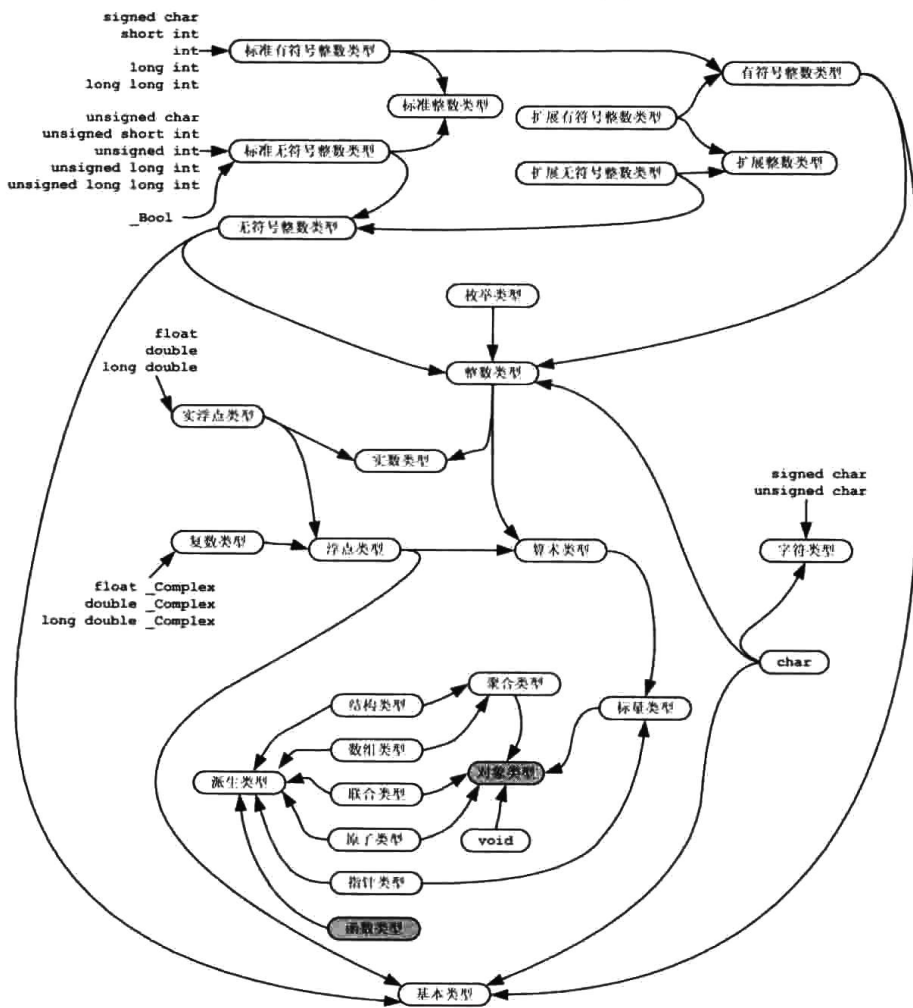 signed char
short int
int
long int
long long int
标准有符号整数类型
有符号整数类型
标准整数类型
扩展有符号整数类型
unsigned char
unsigned short int
unsigned int
unsigned long int
unsigned long long int
标准无符号整数类型
扩展整数类型
扩展无符号整数类型
_Bool
无符号整数类型
枚举类型
float
double
long double
整数类型
实浮点类型
实数类型
signed char
unsigned char
复数类型
浮点类型
算术类型
字符类型
float _Complex
double _Complex
long double _Complex
char
聚合类型
结构类型
标量类型
数组类型
对象类型
派生类型
联合类型
原子类型
void
指针类型
函数类型
基本类型